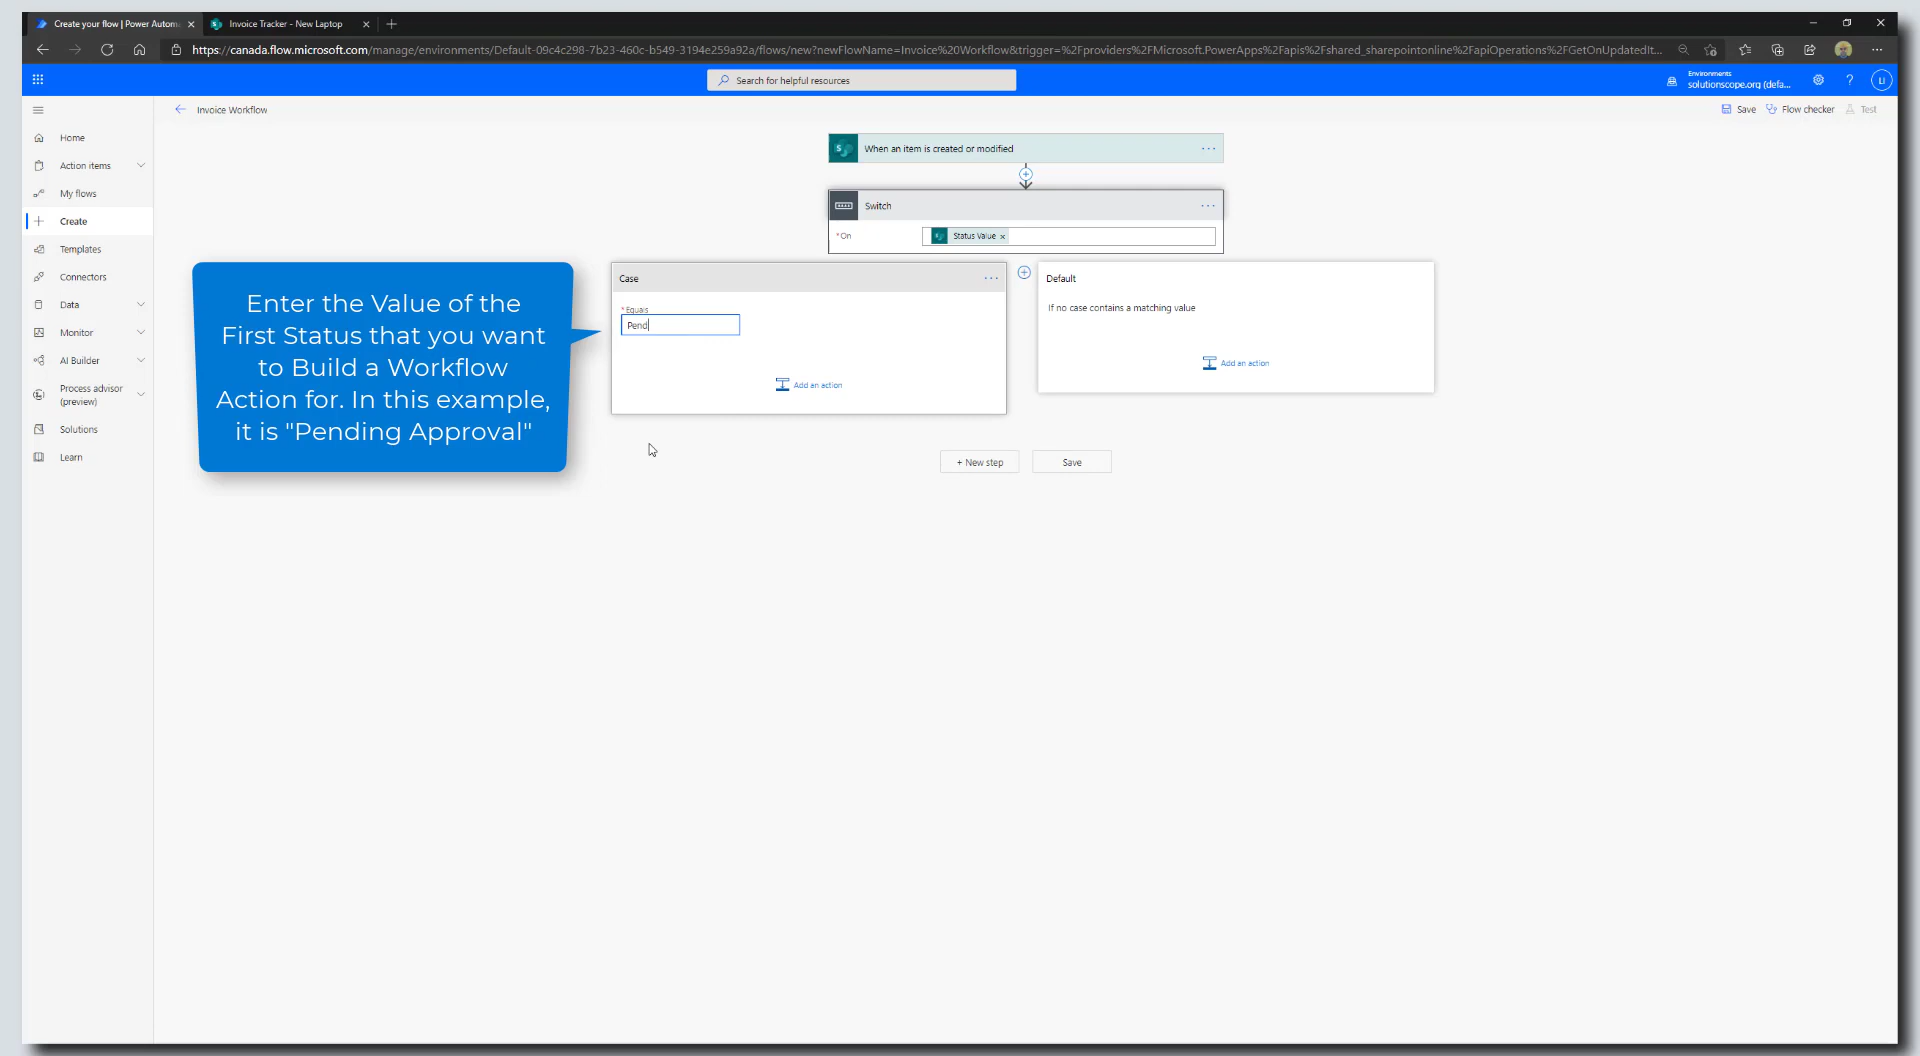 Create your flow | Power Autom
Invoice Tracker - New Laptop
https://canada.flow.microsoft.com/manage/environments/Default-09c4c298-7b23-460c-b549-3194e259a92a/flows/new?newFlowName=Invoice%20Workflow&trigger=%2Fproviders%2FMicrosoft.PowerApps%2Fapis%2Fshared_sharepointonline%2FapiOperations%2FGetOnUpdatedIt...
Search for helpful resources
Environments
solutionscope.org (defa...
LI
Invoice Workflow
Save
Flow checker
Test
Home
Action items
My flows
Create
Templates
Connectors
Data
Monitor
AI Builder
Process advisor
(preview)
Solutions
Learn
When an item is created or modified
Switch
* On
Status Value
Case
* Equals
Pend
Add an action
Default
If no case contains a matching value
Add an action
+ New step
Save
Enter the Value of the
First Status that you want
to Build a Workflow
Action for. In this example,
it is "Pending Approval"